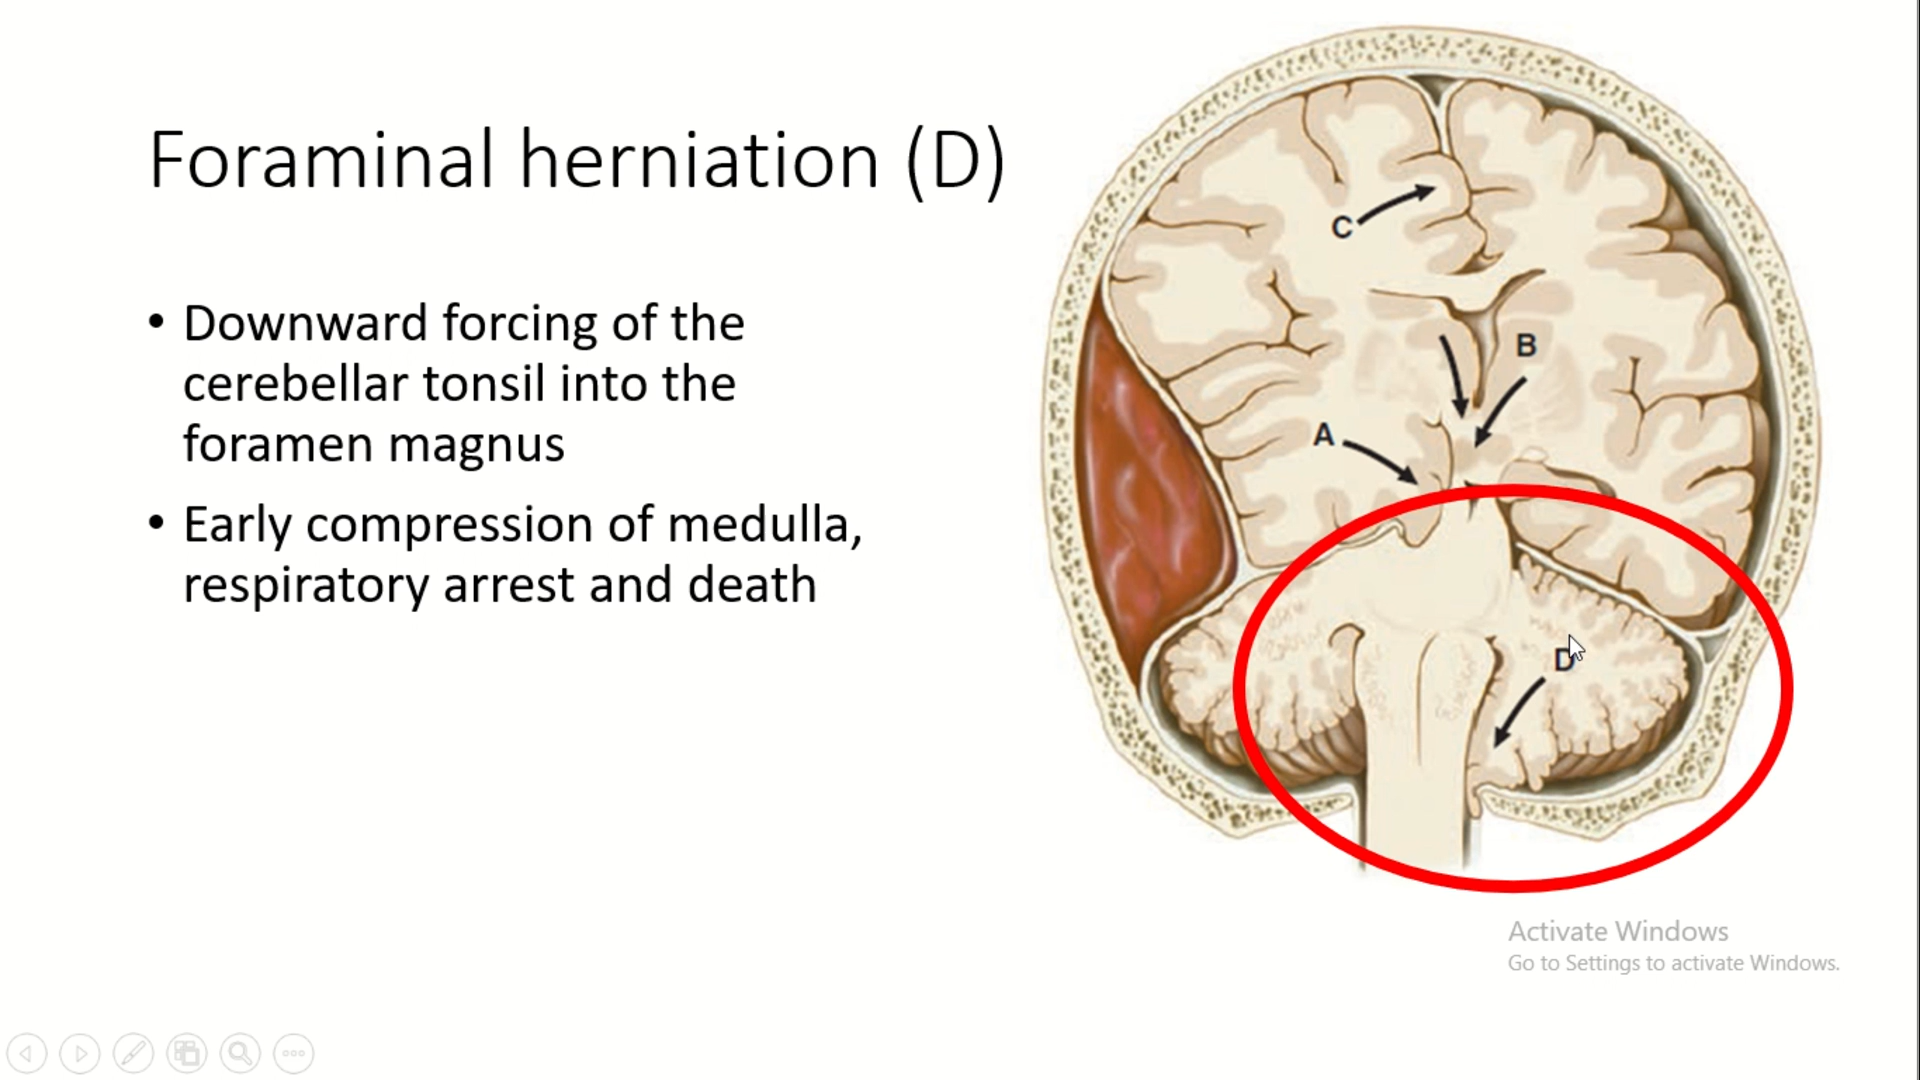 Foraminal herniation (D)
• Downward forcing of the
cerebellar tonsil into the
foramen magnus
• Early compression of medulla,
respiratory arrest and death
C
B
A
D
Activate Windows
Go to Settings to activate Windows.